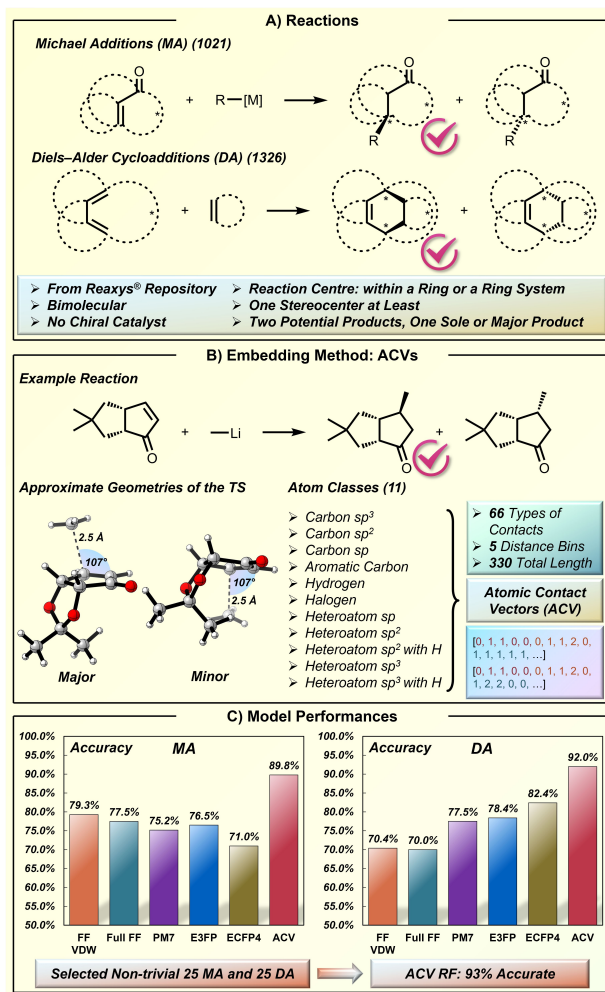 A) Reactions
Michael Additions (MA) (1021)
O
+
R—[M]
O
*
*
R
+
O
*
*
R
Diels–Alder Cycloadditions (DA) (1326)
*
+
*
*
*
+
*
*
*
➢ From Reaxys® Repository
➢ Bimolecular
➢ No Chiral Catalyst
➢ Reaction Centre: within a Ring or a Ring System
➢ One Stereocenter at Least
➢ Two Potential Products, One Sole or Major Product
B) Embedding Method: ACVs
Example Reaction
O
+
—Li
O
+
O
Approximate Geometries of the TS
2.5 Å
107°
Major
107°
2.5 Å
Minor
Atom Classes (11)
➢ Carbon sp³
➢ Carbon sp²
➢ Carbon sp
➢ Aromatic Carbon
➢ Hydrogen
➢ Halogen
➢ Heteroatom sp
➢ Heteroatom sp²
➢ Heteroatom sp² with H
➢ Heteroatom sp³
➢ Heteroatom sp³ with H
➢ 66 Types of
Contacts
➢ 5 Distance Bins
➢ 330 Total Length
Atomic Contact
Vectors (ACV)
[0, 1, 1, 0, 0, 0, 1, 1, 2, 0,
1, 1, 1, 1, 1, …]
[0, 1, 1, 0, 0, 0, 1, 1, 2, 0,
1, 2, 2, 0, 0, …]
C) Model Performances
Accuracy MA
100.0%
95.0%
90.0%
85.0%
80.0%
75.0%
70.0%
65.0%
60.0%
55.0%
50.0%
79.3%
77.5%
75.2%
76.5%
71.0%
89.8%
FF
VDW
Full FF
PM7
E3FP
ECFP4
ACV
Accuracy DA
100.0%
95.0%
90.0%
85.0%
80.0%
75.0%
70.0%
65.0%
60.0%
55.0%
50.0%
70.4%
70.0%
77.5%
78.4%
82.4%
92.0%
FF
VDW
Full FF
PM7
E3FP
ECFP4
ACV
Selected Non-trivial 25 MA and 25 DA
ACV RF: 93% Accurate